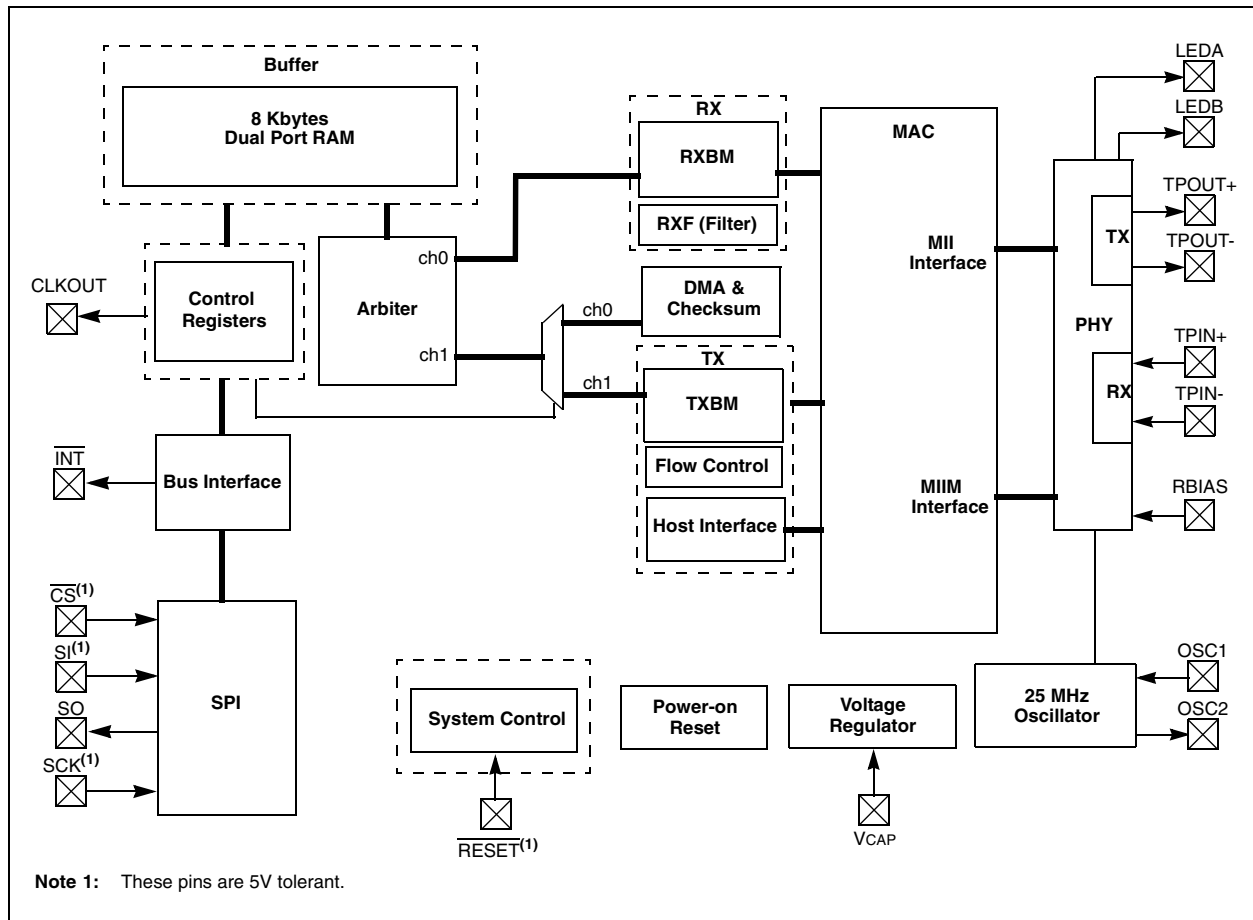 Buffer
8 Kbytes
Dual Port RAM
CLKOUT
Control
Registers
Arbiter
ch0
ch1
INT
Bus Interface
CS(1)
SI(1)
SO
SCK(1)
SPI
RX
RXBM
RXF (Filter)
ch0
DMA &
Checksum
ch1
TX
TXBM
Flow Control
Host Interface
MAC
MII
Interface
MIIM
Interface
PHY
TX
RX
LEDA
LEDB
TPOUT+
TPOUT-
TPIN+
TPIN-
RBIAS
System Control
RESET(1)
Power-on
Reset
Voltage
Regulator
VCAP
25 MHz
Oscillator
OSC1
OSC2
Note 1: These pins are 5V tolerant.